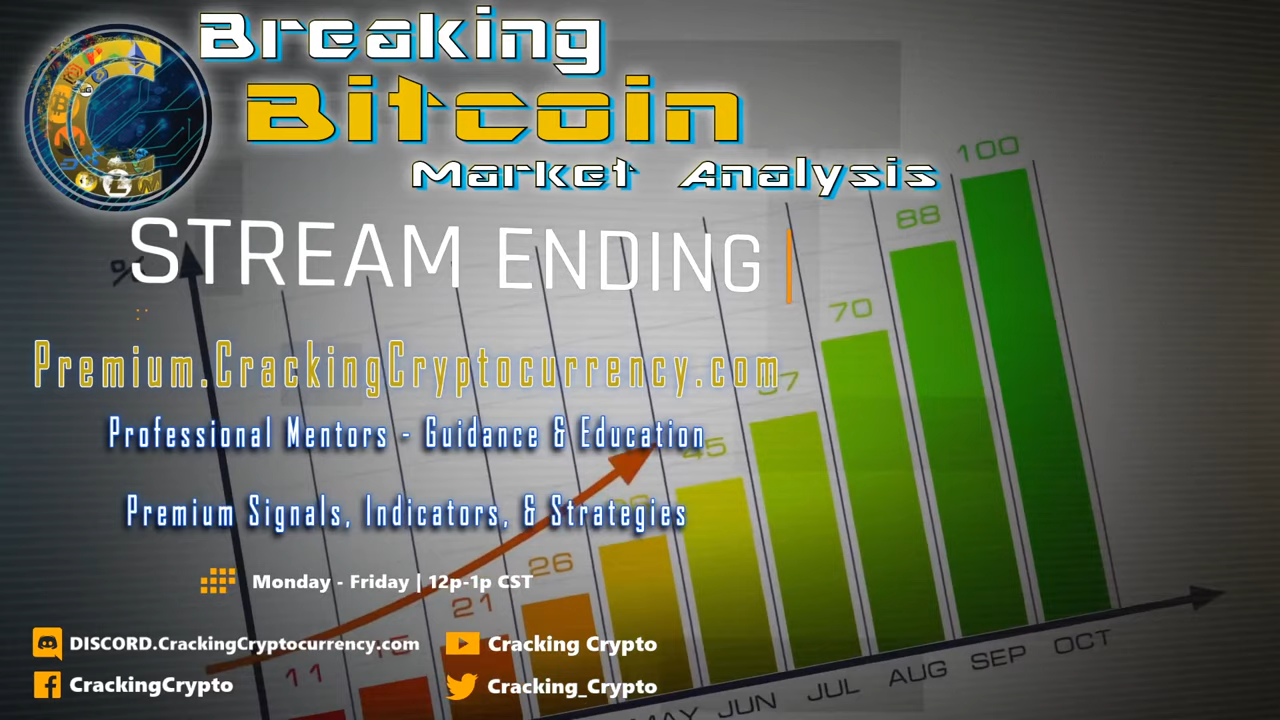 Breaking
Bitcoin
Market Analysis
STREAM ENDING
%
Premium.CrackingCryptocurrency.com
Professional Mentors - Guidance & Education
Premium Signals, Indicators, & Strategies
Monday - Friday | 12p-1p CST
DISCORD.CrackingCryptocurrency.com
Cracking Crypto
CrackingCrypto
Cracking_Crypto
100
88
70
45
26
21
11
MAY JUN JUL AUG SEP OCT